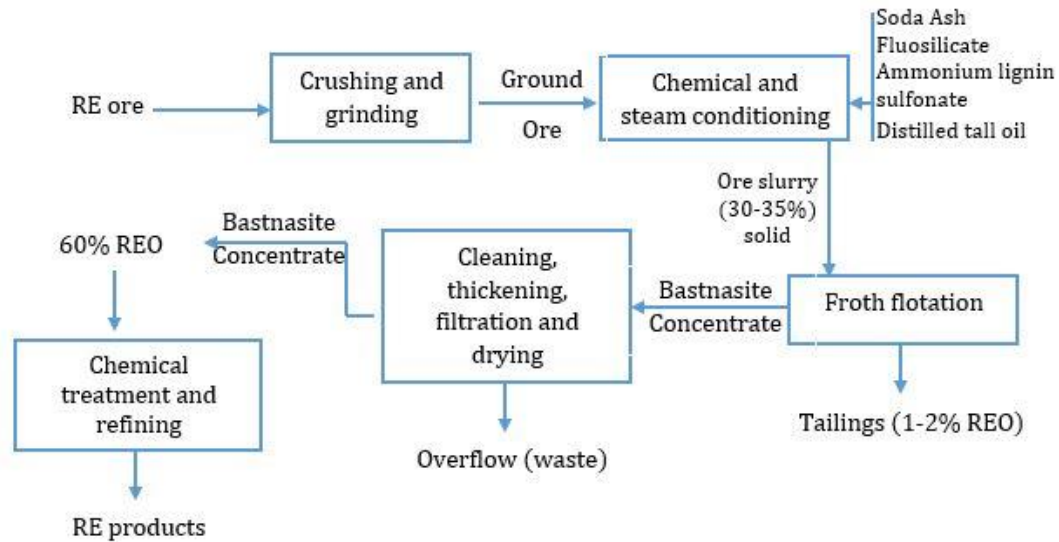 RE ore
Crushing and
grinding
Ground
Ore
Chemical and
steam conditioning
Soda Ash
Fluosilicate
Ammonium lignin
sulfonate
Distilled tall oil
Ore slurry
(30-35%)
solid
Froth flotation
Tailings (1-2% REO)
Bastnasite
Concentrate
Cleaning,
thickening,
filtration and
drying
Overflow (waste)
Bastnasite
Concentrate
60% REO
Chemical
treatment and
refining
RE products